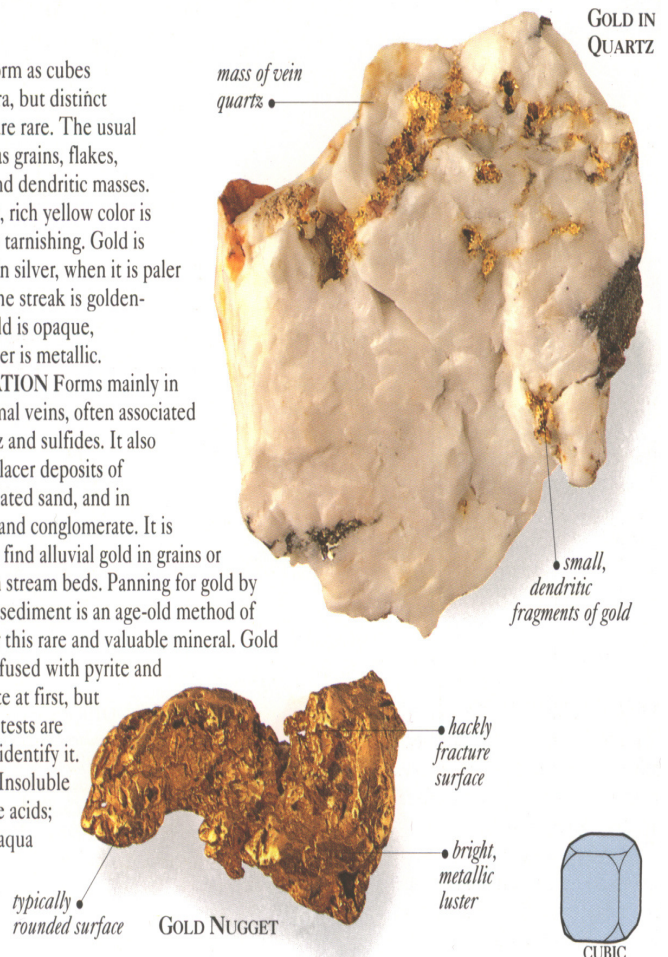 GOLD IN
QUARTZ
mass of vein
quartz
rm as cubes
ra, but distinct
re rare. The usual
as grains, flakes,
nd dendritic masses.
, rich yellow color is
tarnishing. Gold is
n silver, when it is paler
he streak is golden-
ld is opaque,
er is metallic.
ATION Forms mainly in
mal veins, often associated
z and sulfides. It also
lacer deposits of
ated sand, and in
and conglomerate. It is
find alluvial gold in grains or
n stream beds. Panning for gold by
sediment is an age-old method of
this rare and valuable mineral. Gold
fused with pyrite and
te at first, but
tests are
identify it.
Insoluble
e acids;
aqua
small,
dendritic
fragments of gold
hackly
fracture
surface
bright,
metallic
luster
typically
rounded surface
GOLD NUGGET
CUBIC